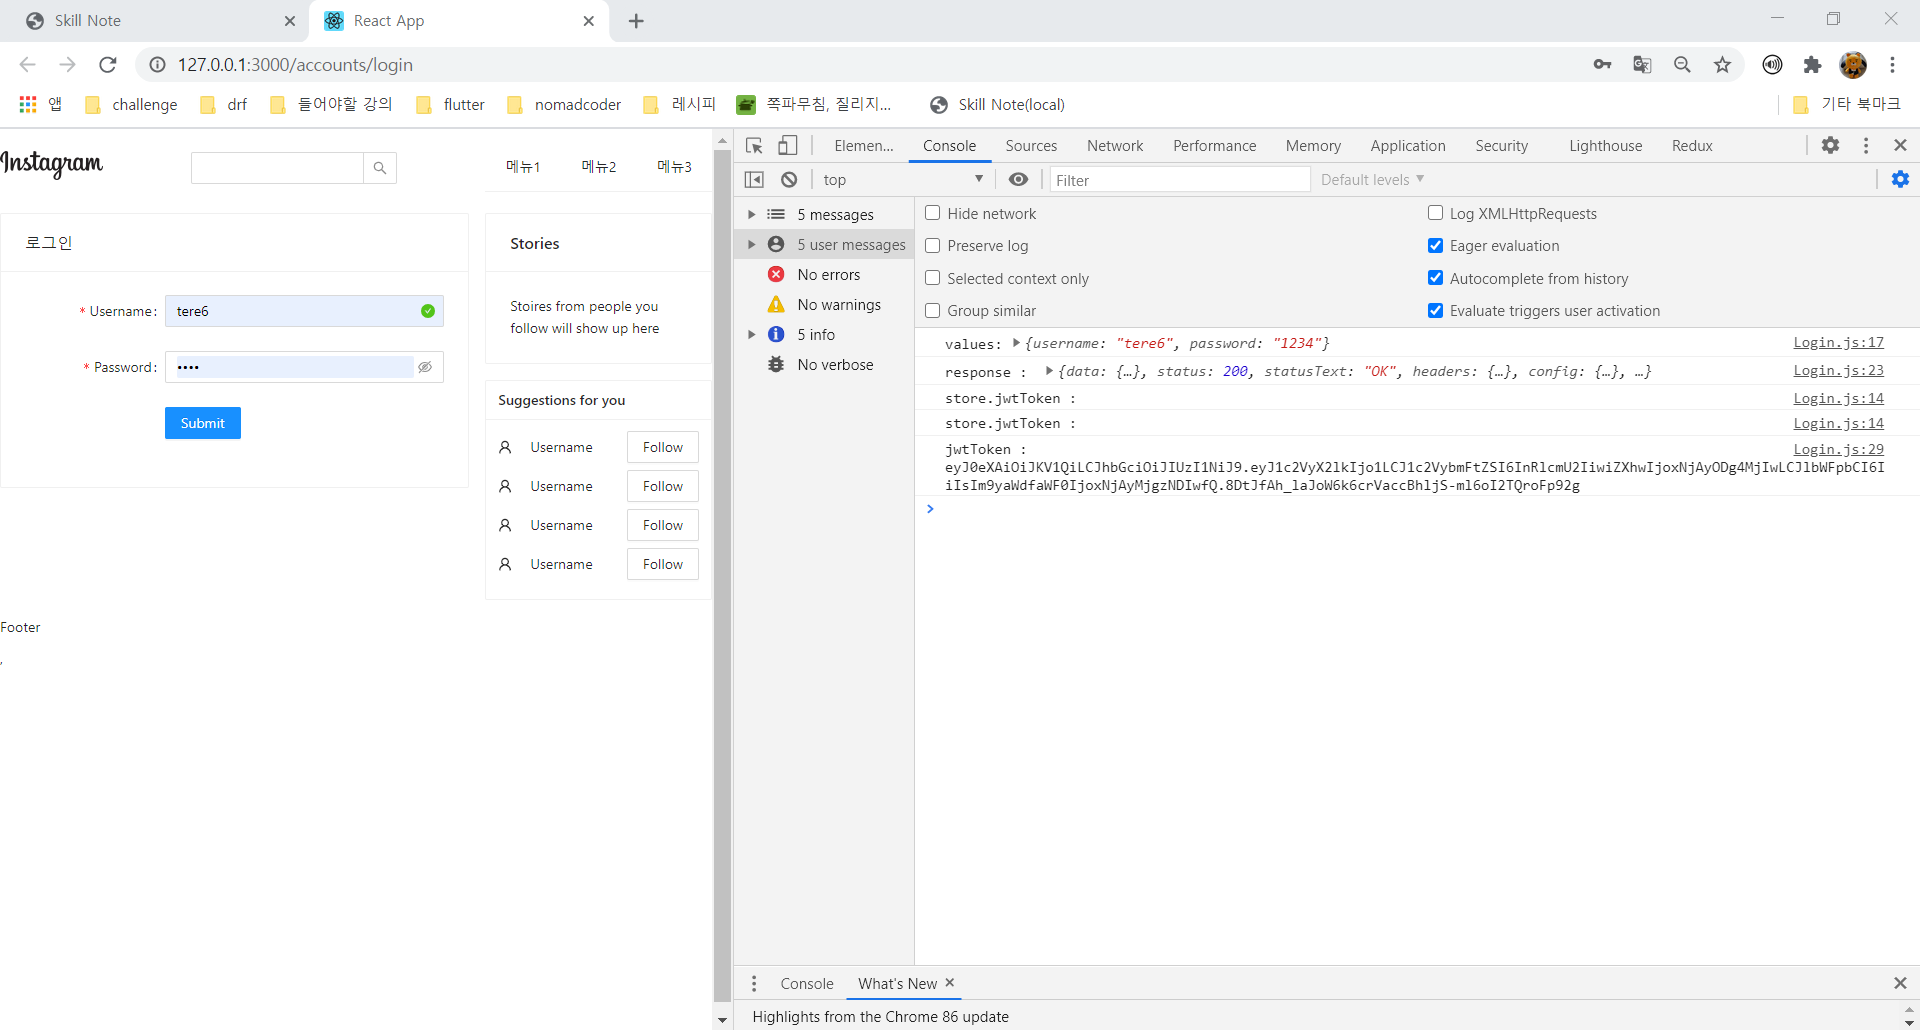 Skill Note
React App
127.0.0.1:3000/accounts/login
앱
challenge
drf
들어야할 강의
flutter
nomadcoder
레시피
쪽파무침, 질리지...
Skill Note(local)
기타 북마크
Instagram
메뉴1
메뉴2
메뉴3
로그인
* Username:
tere6
* Password:
••••
Submit
Stories
Stoires from people you
follow will show up here
Suggestions for you
Username
Follow
Username
Follow
Username
Follow
Username
Follow
Footer
,
Elemen...
Console
Sources
Network
Performance
Memory
Application
Security
Lighthouse
Redux
top
Filter
Default levels
5 messages
5 user messages
No errors
No warnings
5 info
No verbose
Hide network
Log XMLHttpRequests
Preserve log
Eager evaluation
Selected context only
Autocomplete from history
Group similar
Evaluate triggers user activation
values: {username: "tere6", password: "1234"}
Login.js:17
response : {data: {…}, status: 200, statusText: "OK", headers: {…}, config: {…}, …}
Login.js:23
store.jwtToken :
Login.js:14
store.jwtToken :
Login.js:14
jwtToken :
Login.js:29
eyJ0eXAiOiJKV1QiLCJhbGciOiJIUzI1NiJ9.eyJ1c2VyX2lkIjo1LCJ1c2VybmFtZSI6InRlcmU2IiwiZXhwIjoxNjAyODg4MjIwLCJlbWFpbCI6I
iIsIm9yaWdfaWF0IjoxNjAyMjgzNDIwfQ.8DtJfAh_laJoW6k6crVaccBhljS-ml6oI2TQroFp92g
Console
What's New
Highlights from the Chrome 86 update